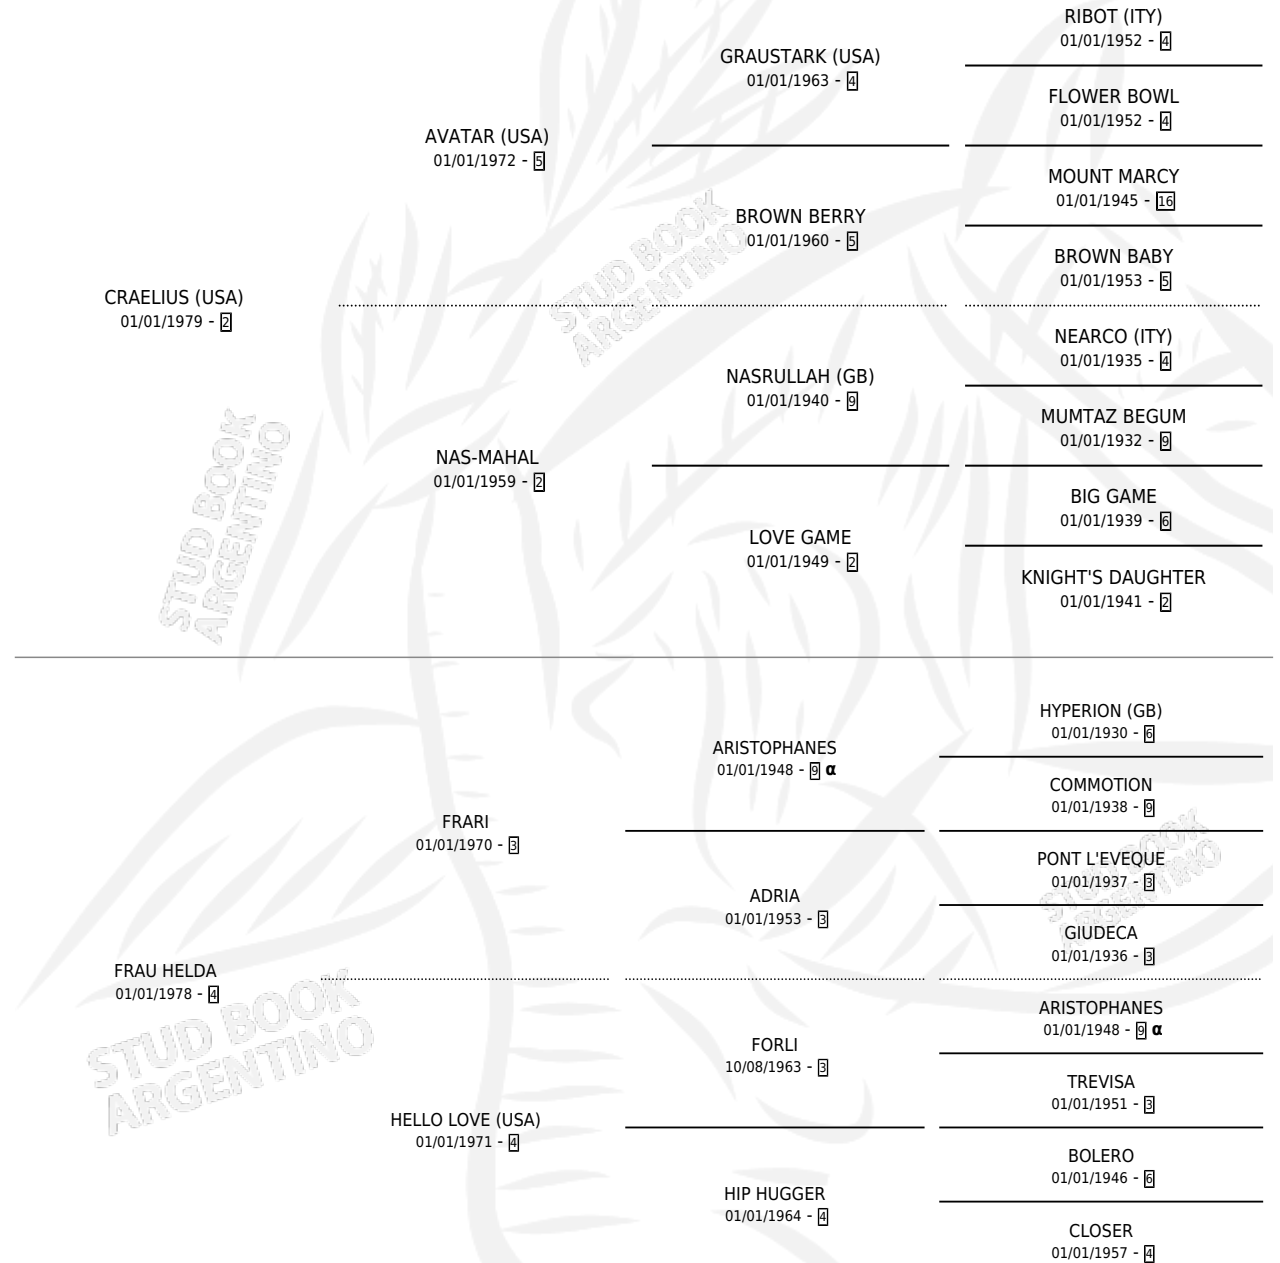 RIBOT (ITY)
01/01/1952 - 4
GRAUSTARK (USA)
01/01/1963 - 4
FLOWER BOWL
01/01/1952 - 4
AVATAR (USA)
01/01/1972 - 5
MOUNT MARCY
01/01/1945 - 16
BROWN BERRY
01/01/1960 - 5
BROWN BABY
01/01/1953 - 5
STUD BOOK
ARGENTINO
CRAELIUS (USA)
01/01/1979 - 2
NEARCO (ITY)
01/01/1935 - 4
NASRULLAH (GB)
01/01/1940 - 9
MUMTAZ BEGUM
01/01/1932 - 9
NAS-MAHAL
01/01/1959 - 2
BIG GAME
01/01/1939 - 6
LOVE GAME
01/01/1949 - 2
KNIGHT'S DAUGHTER
01/01/1941 - 2
STUD BOOK
ARGENTINO
HYPERION (GB)
01/01/1930 - 6
ARISTOPHANES
01/01/1948 - 9 α
COMMOTION
01/01/1938 - 9
FRARI
01/01/1970 - 3
PONT L'EVEQUE
01/01/1937 - 3
ADRIA
01/01/1953 - 3
GIUDECA
01/01/1936 - 3
STUD BOOK
ARGENTINO
FRAU HELDA
01/01/1978 - 4
ARISTOPHANES
01/01/1948 - 9 α
FORLI
10/08/1963 - 3
TREVISA
01/01/1951 - 3
HELLO LOVE (USA)
01/01/1971 - 4
BOLERO
01/01/1946 - 6
HIP HUGGER
01/01/1964 - 4
CLOSER
01/01/1957 - 4
STUD BOOK
ARGENTINO